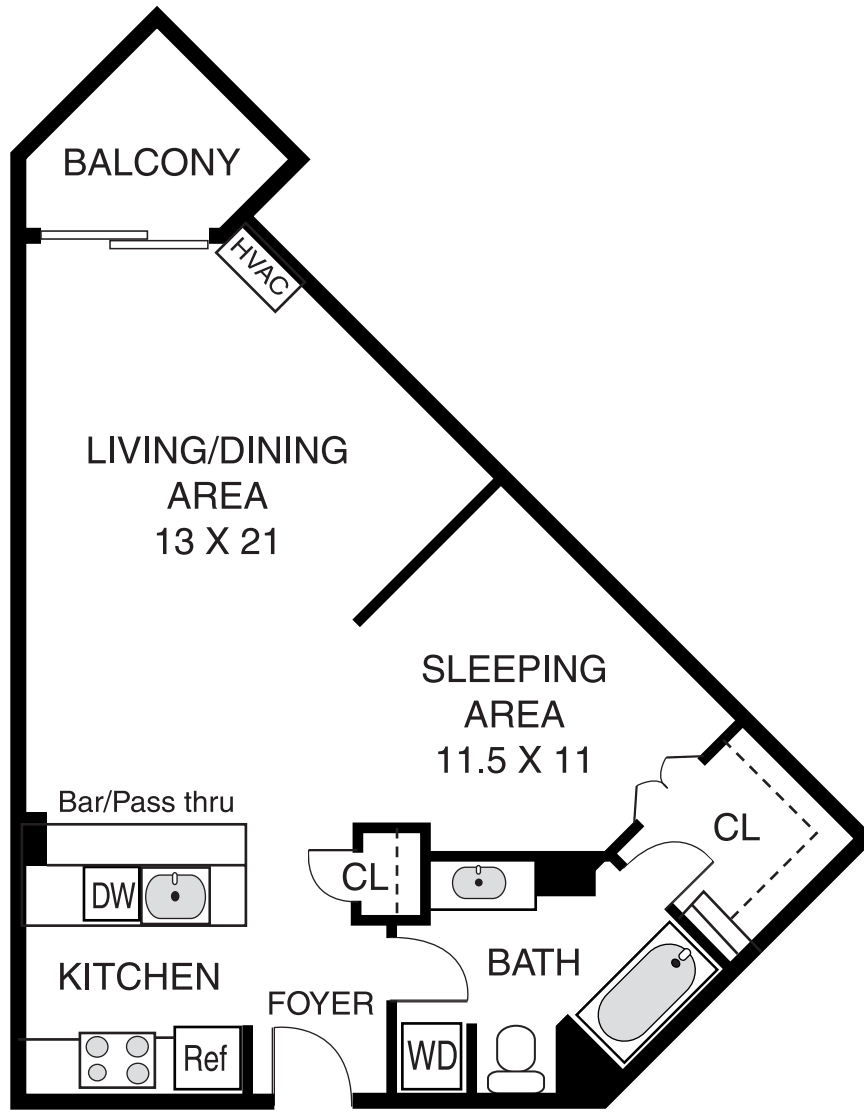 BALCONY
HVAC
LIVING/DINING
AREA
13 X 21
SLEEPING
AREA
11.5 X 11
Bar/Pass thru
CL
CL
DW
BATH
KITCHEN
FOYER
Ref
WD